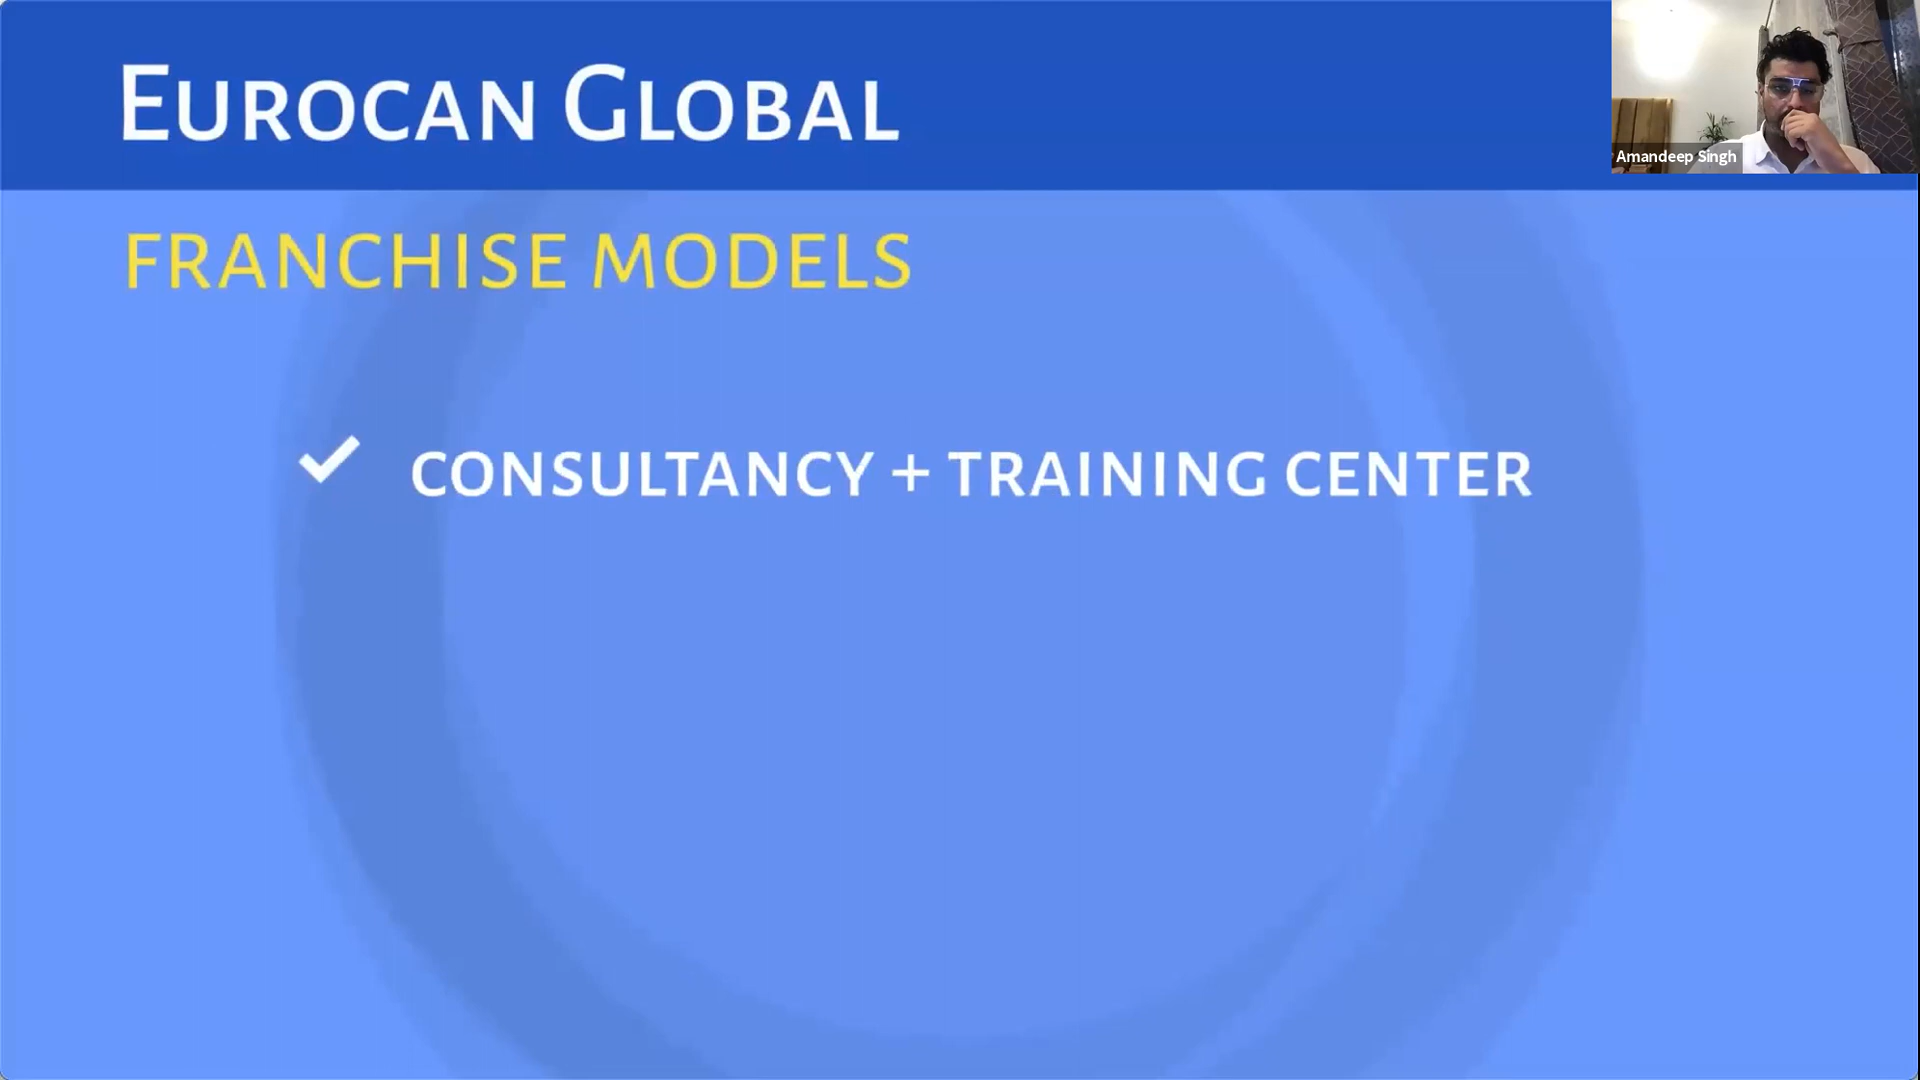 Eurocan Global
Amandeep Singh
FRANCHISE MODELS
CONSULTANCY + TRAINING CENTER